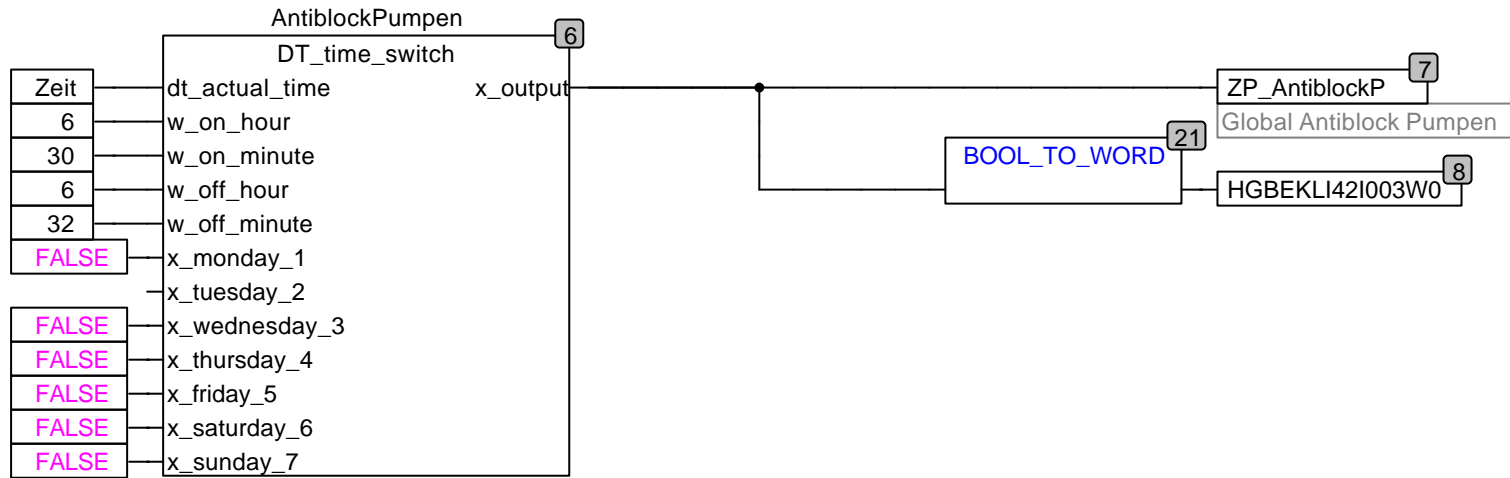 AntiblockPumpen
6
DT_time_switch
Zeit dt_actual_time x_output
6 w_on_hour
30 w_on_minute
6 w_off_hour
32 w_off_minute
FALSE x_monday_1
x_tuesday_2
FALSE x_wednesday_3
FALSE x_thursday_4
FALSE x_friday_5
FALSE x_saturday_6
FALSE x_sunday_7
7
ZP_AntiblockP
Global Antiblock Pumpen
21
BOOL_TO_WORD
8
HGBEKLI42I003W0